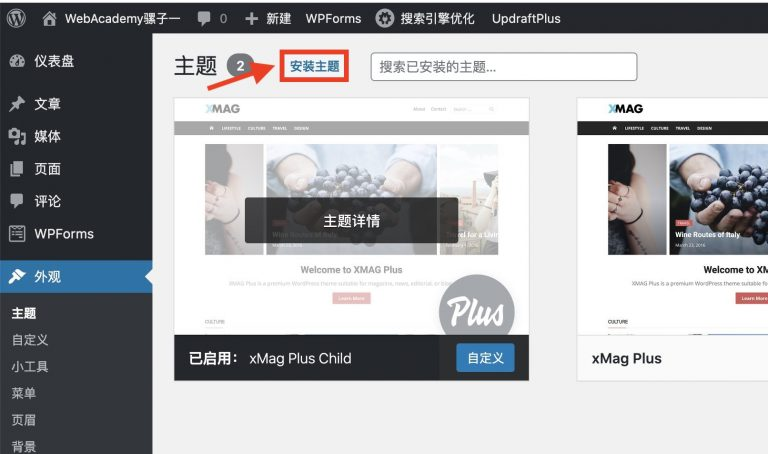 WebAcademy骡子一 0 新建 WPForms 搜索引擎优化 UpdraftPlus
仪表盘
文章
媒体
页面
评论
WPForms
外观
主题
自定义
小工具
菜单
页眉
背景
主题 2 安装主题 搜索已安装的主题...
XMAG About Contact Search ...
LIFESTYLE CULTURE TRAVEL DESIGN
主题详情
Wine Routes of Italy Travel for a Livin
March 23, 2016
Welcome to XMAG Plus
XMAG Plus is a premium WordPress theme suitable for magazine, news, editorial, or blog
Learn More
Plus
CULTURE
已启用： xMag Plus Child 自定义
XMAG
LIFESTYLE CULTURE TRAVEL DESIGN
TRAVEL
Wine Routes of Italy
March 23, 2016
Welcome to XM
XMAG Plus is a premium WordPress theme suitable fo
Learn Mo
CULTURE
xMag Plus